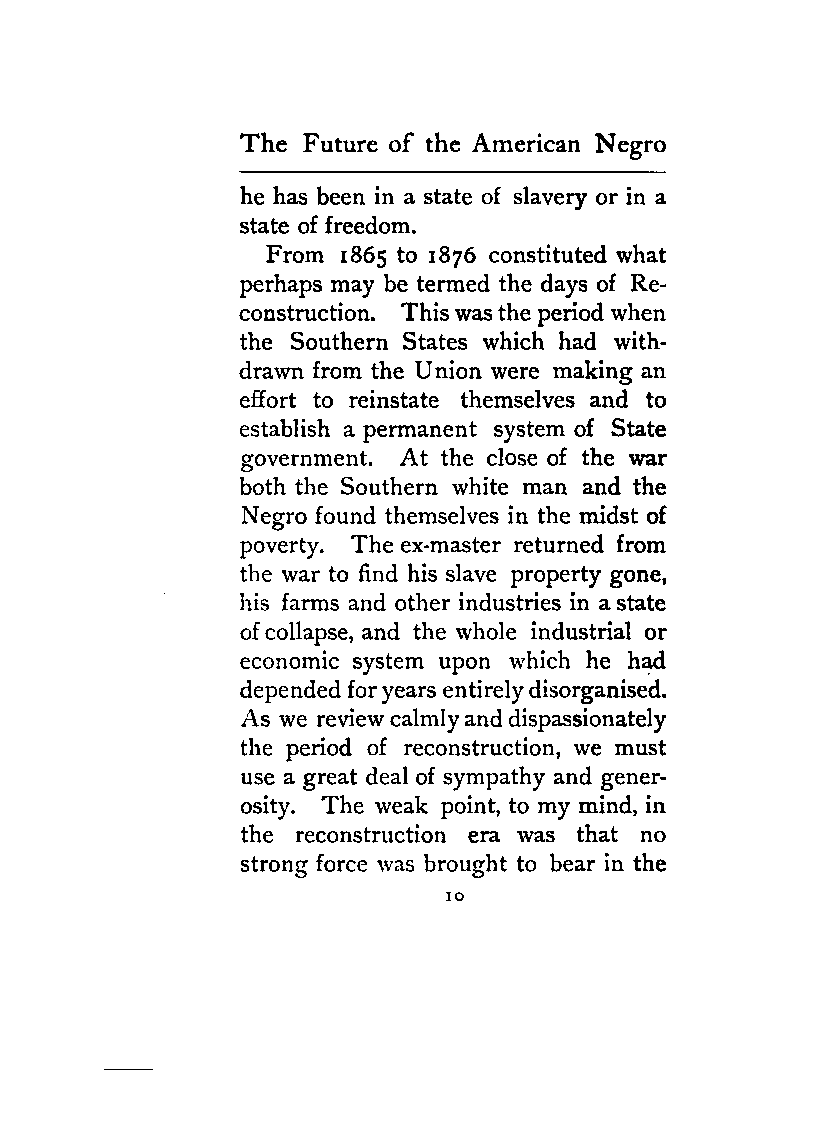 The Future of the American Negro
he has been in a state of slavery or in a
state of freedom.
From 1865 to 1876 constituted what
perhaps may be termed the days of Re-
construction. This was the period when
the Southern States which had with-
drawn from the Union were making an
effort to reinstate themselves and to
establish a permanent system of State
government. At the close of the war
both the Southern white man and the
Negro found themselves in the midst of
poverty. The ex-master returned from
the war to find his slave property gone,
his farms and other industries in a state
of collapse, and the whole industrial or
economic system upon which he had
depended for years entirely disorganised.
As we review calmly and dispassionately
the period of reconstruction, we must
use a great deal of sympathy and gener-
osity. The weak point, to my mind, in
the reconstruction era was that no
strong force was brought to bear in the
10